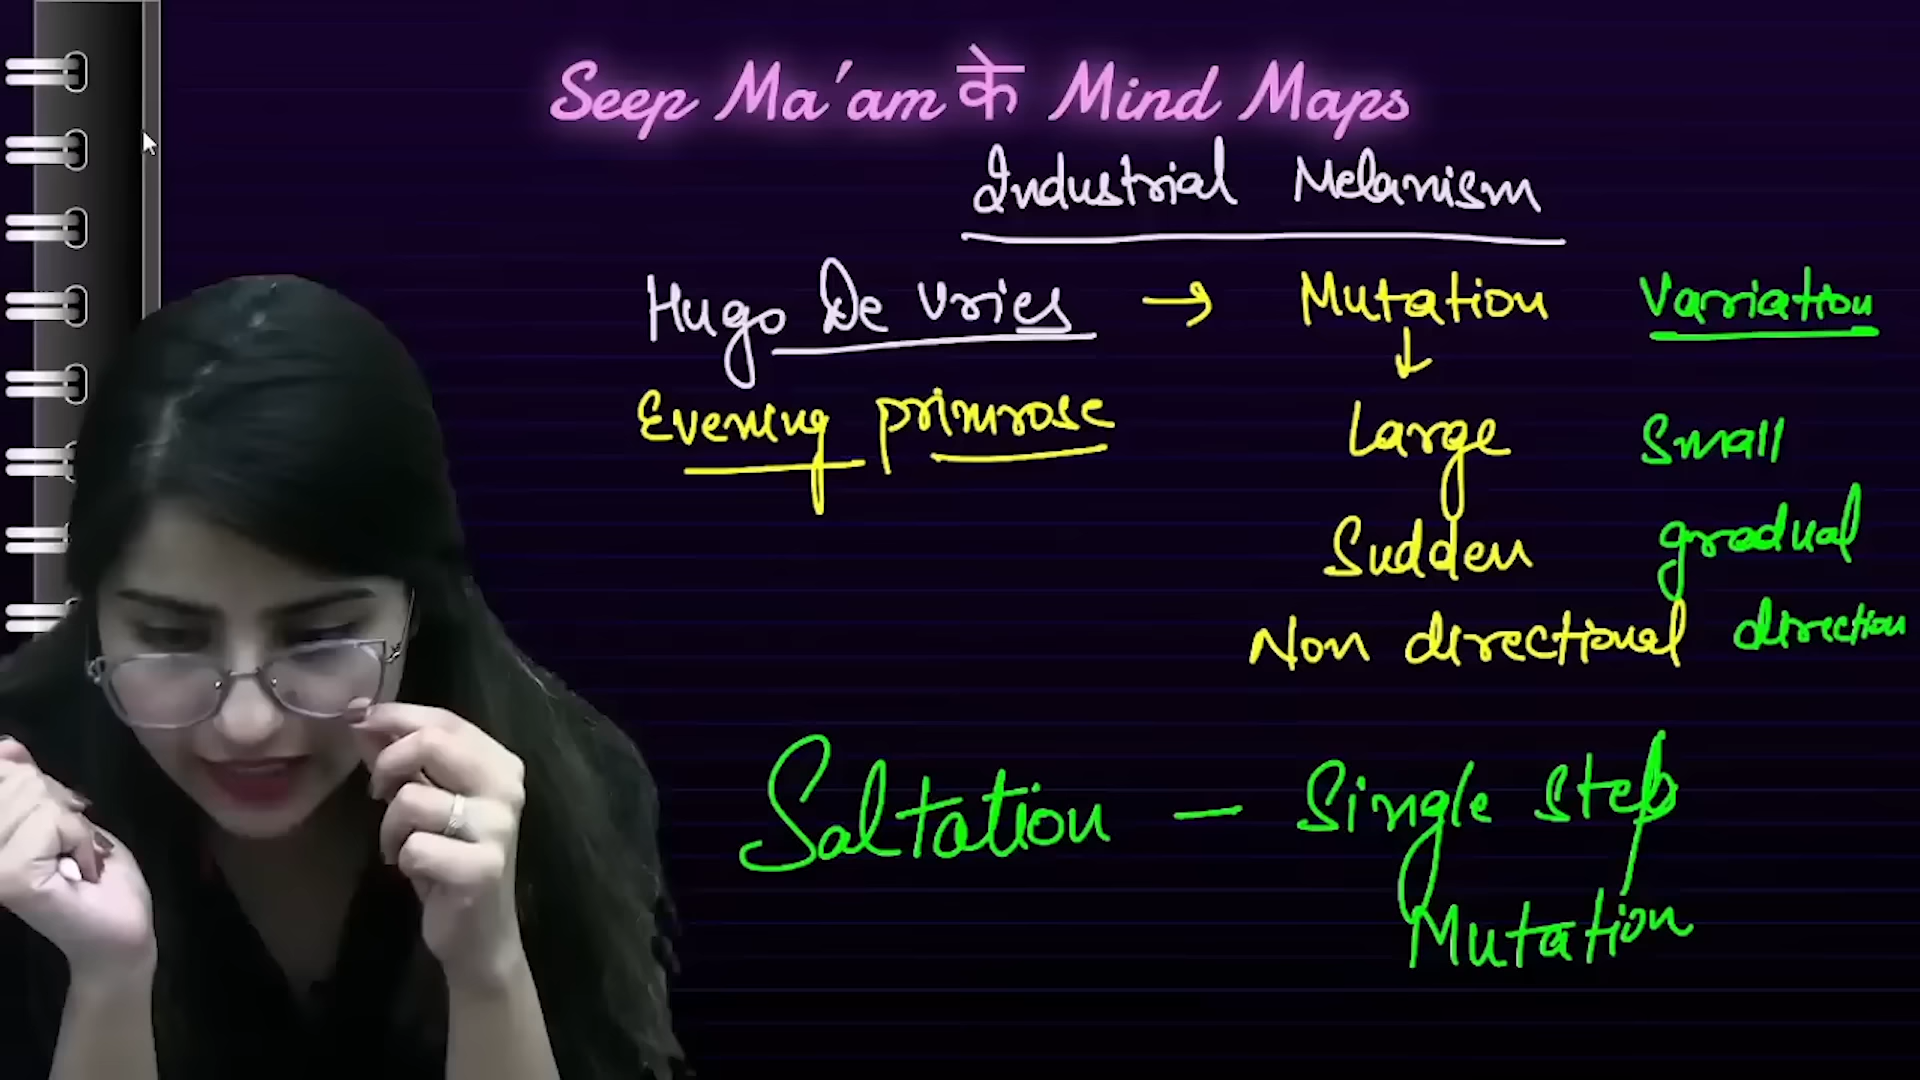 Seep Ma'am के Mind Maps
Industrial Melanism
Hugo De Vries → Mutation Variation
↓
Evening primrose Large Small
Sudden gradual
Non directional direction
Saltation - Single Step
Mutation